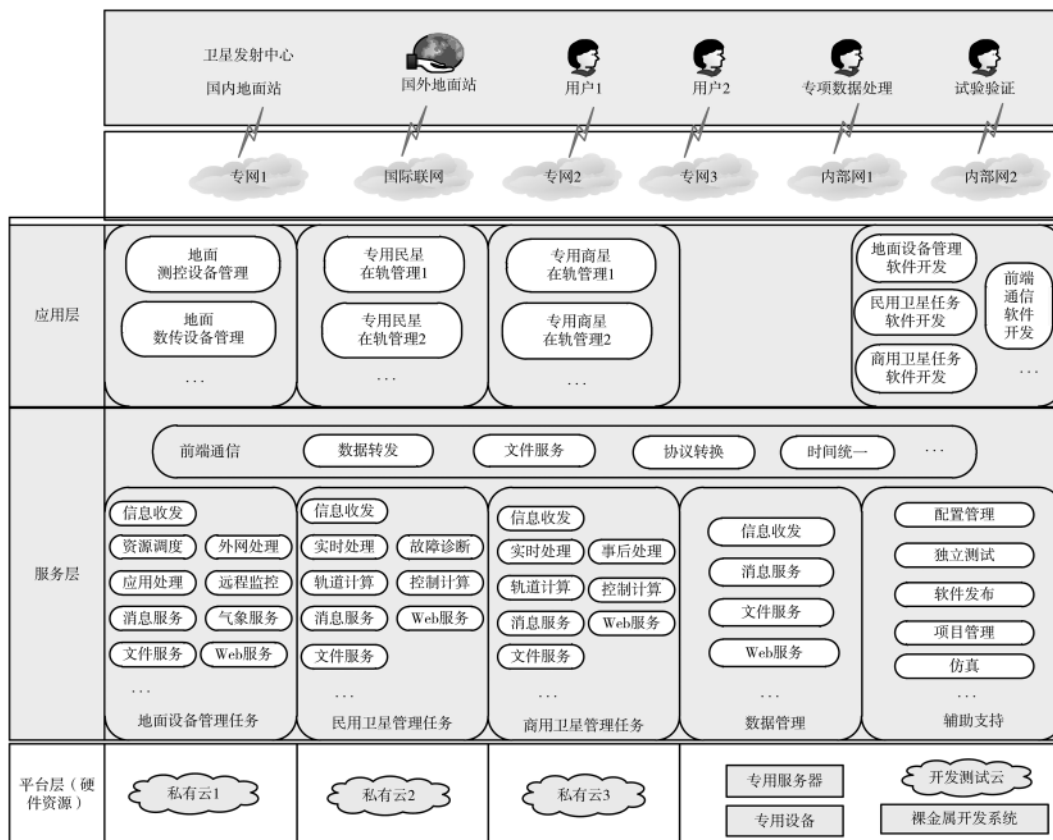 卫星发射中心
国内地面站
国外地面站
用户1
用户2
专项数据处理
试验验证
专网1
国际联网
专网2
专网3
内部网1
内部网2
应用层
地面
测控设备管理
地面
数传设备管理
...
专用民星
在轨管理1
专用民星
在轨管理2
...
专用商星
在轨管理1
专用商星
在轨管理2
...
地面设备管理
软件开发
民用卫星任务
软件开发
商用卫星任务
软件开发
前端
通信
软件
开发
...
服务层
前端通信
数据转发
文件服务
协议转换
时间统一
...
信息收发
资源调度
外网处理
应用处理
远程监控
消息服务
气象服务
文件服务
Web服务
...
地面设备管理任务
信息收发
实时处理
故障诊断
轨道计算
控制计算
消息服务
Web服务
文件服务
...
民用卫星管理任务
信息收发
实时处理
事后处理
轨道计算
控制计算
消息服务
Web服务
文件服务
...
商用卫星管理任务
信息收发
消息服务
文件服务
Web服务
...
数据管理
配置管理
独立测试
软件发布
项目管理
仿真
...
辅助支持
平台层（硬
件资源）
私有云1
私有云2
私有云3
专用服务器
专用设备
开发测试云
裸金属开发系统